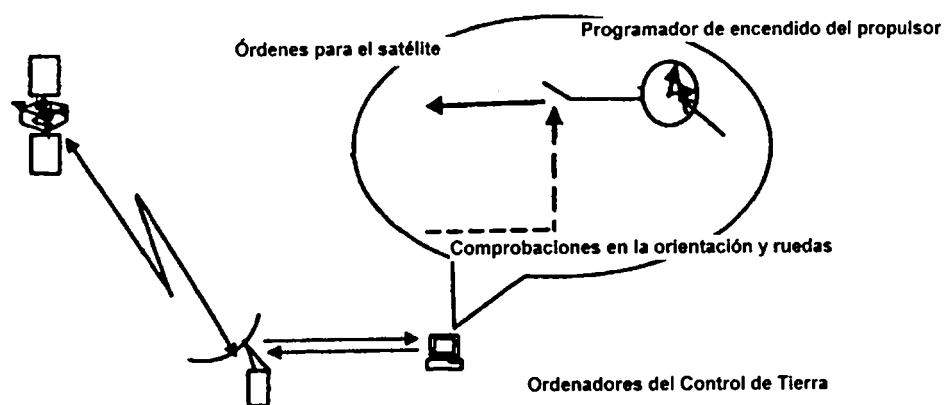 Programador de encendido del propulsor
Órdenes para el satélite
Comprobaciones en la orientación y ruedas
Ordenadores del Control de Tierra